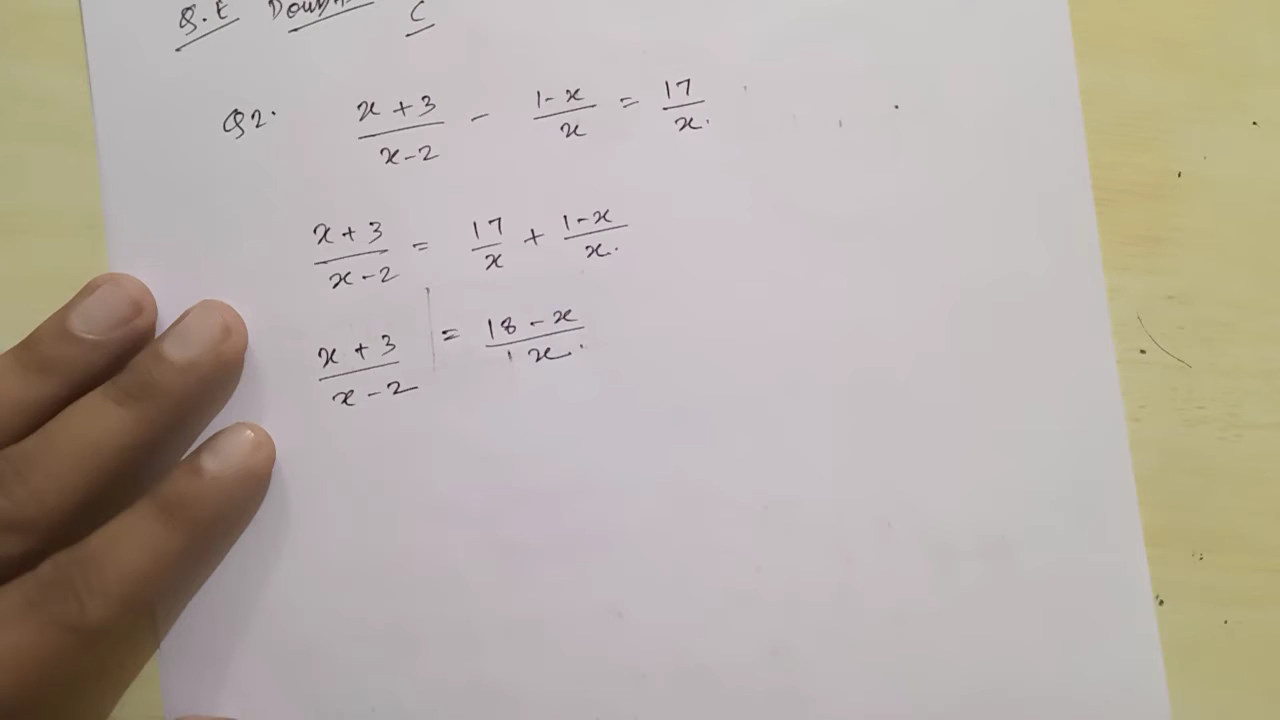 Q.E C
Q2. x + 3 / x - 2 - 1 - x / x = 17 / x.
x + 3 / x - 2 = 17 / x + 1 - x / x.
x + 3 / x - 2 = 18 - x / x.